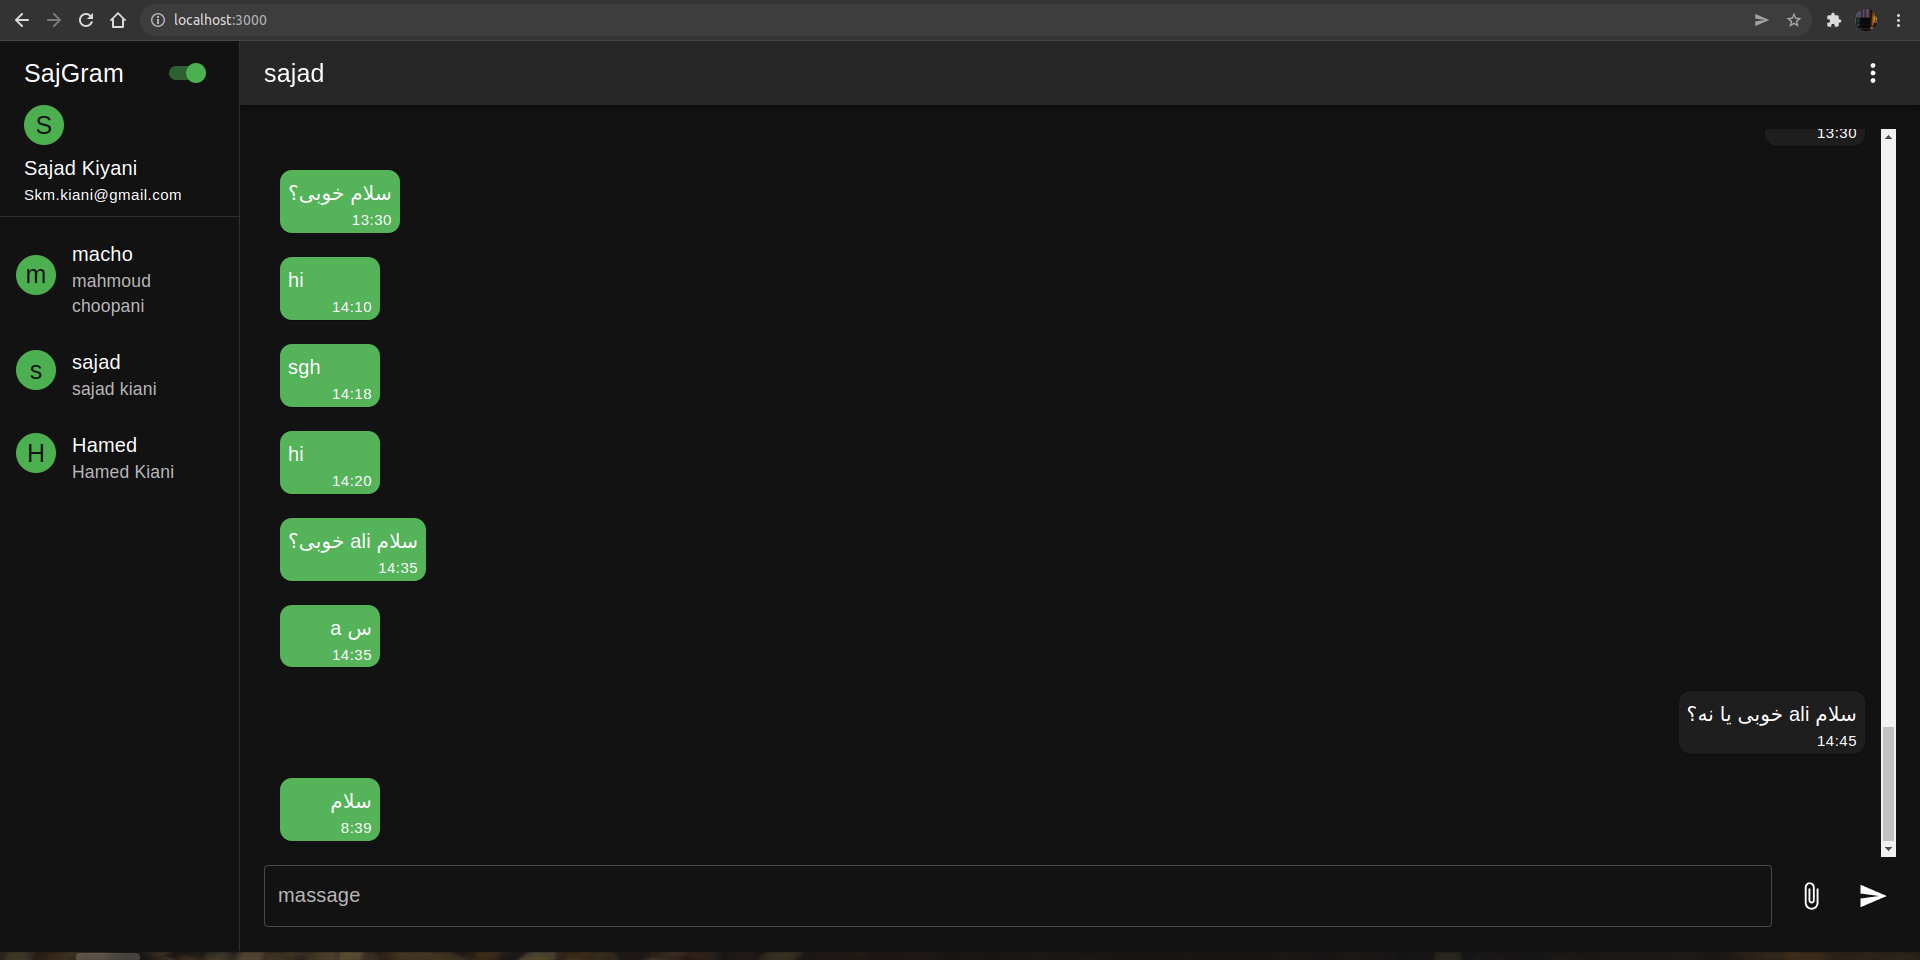 localhost:3000
SajGram
S
Sajad Kiyani
Skm.kiani@gmail.com
m
macho
mahmoud
choopani
s
sajad
sajad kiani
H
Hamed
Hamed Kiani
sajad
13:30
سلام خوبی؟
13:30
hi
14:10
sgh
14:18
hi
14:20
سلام ali خوبی؟
14:35
س a
14:35
سلام ali خوبی یا نه؟
14:45
سلام
8:39
massage